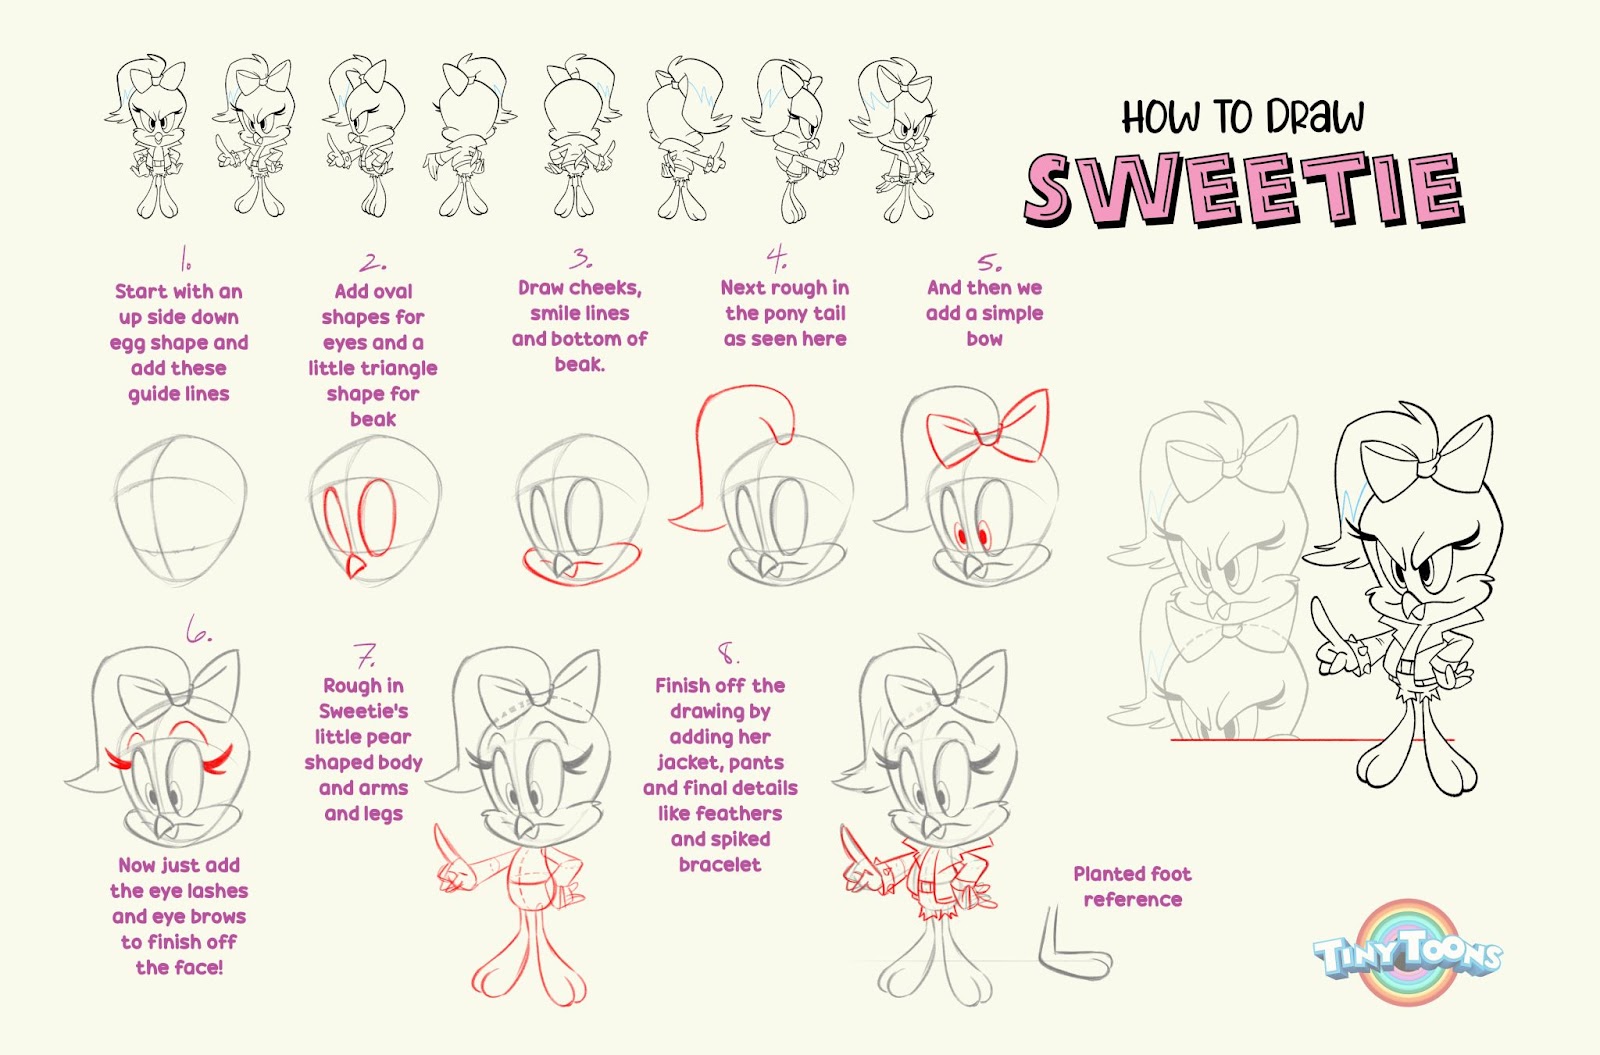 HOW TO DRAW
SWEETIE
1.
Start with an
up side down
egg shape and
add these
guide lines
2.
Add oval
shapes for
eyes and a
little triangle
shape for
beak
3.
Draw cheeks,
smile lines
and bottom of
beak.
4.
Next rough in
the pony tail
as seen here
5.
And then we
add a simple
bow
6.
Now just add
the eye lashes
and eye brows
to finish off
the face!
7.
Rough in
Sweetie's
little pear
shaped body
and arms
and legs
8.
Finish off the
drawing by
adding her
jacket, pants
and final details
like feathers
and spiked
bracelet
Planted foot
reference
TINY TOONS